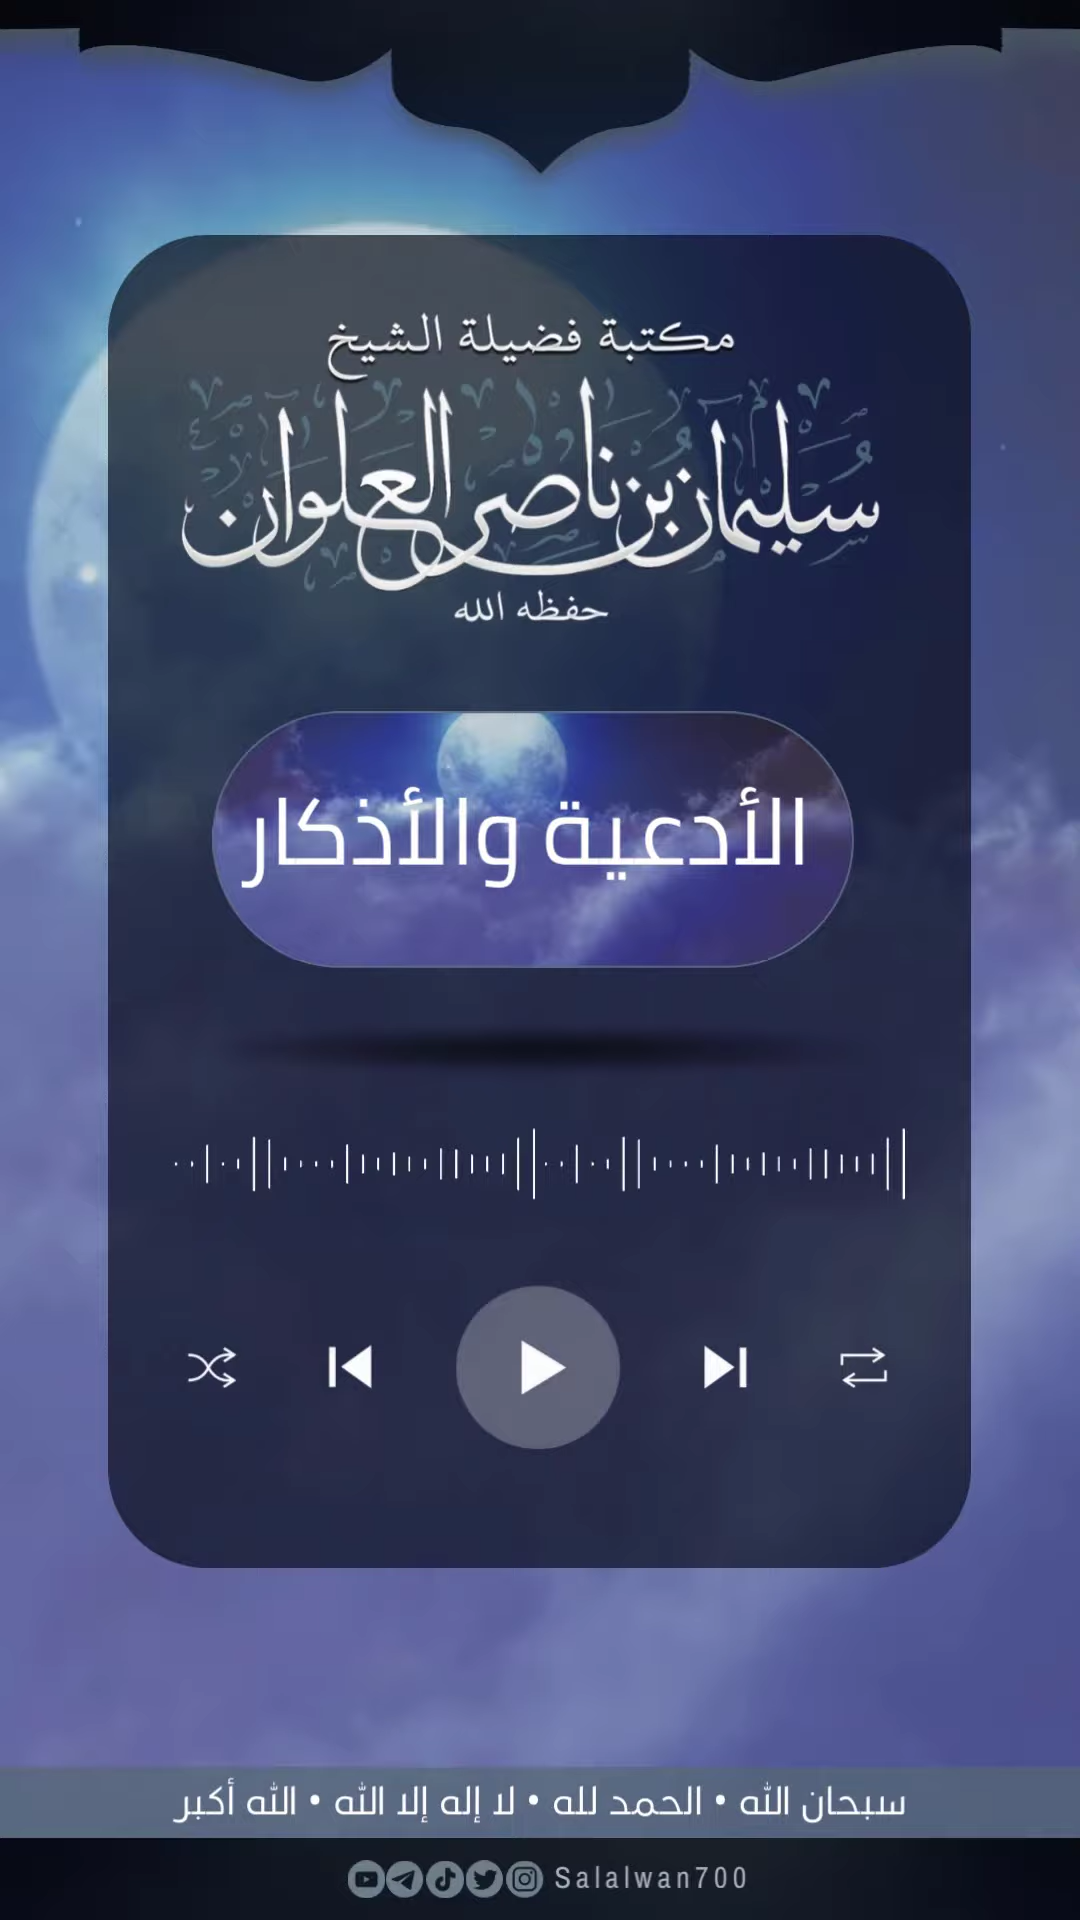 مكتبة فضيلة الشيخ
سليمان بن ناصر العلوان
حفظه الله
الأدعية والأذكار
سبحان الله • الحمد لله • لا إله إلا الله • الله أكبر
Salalwan700